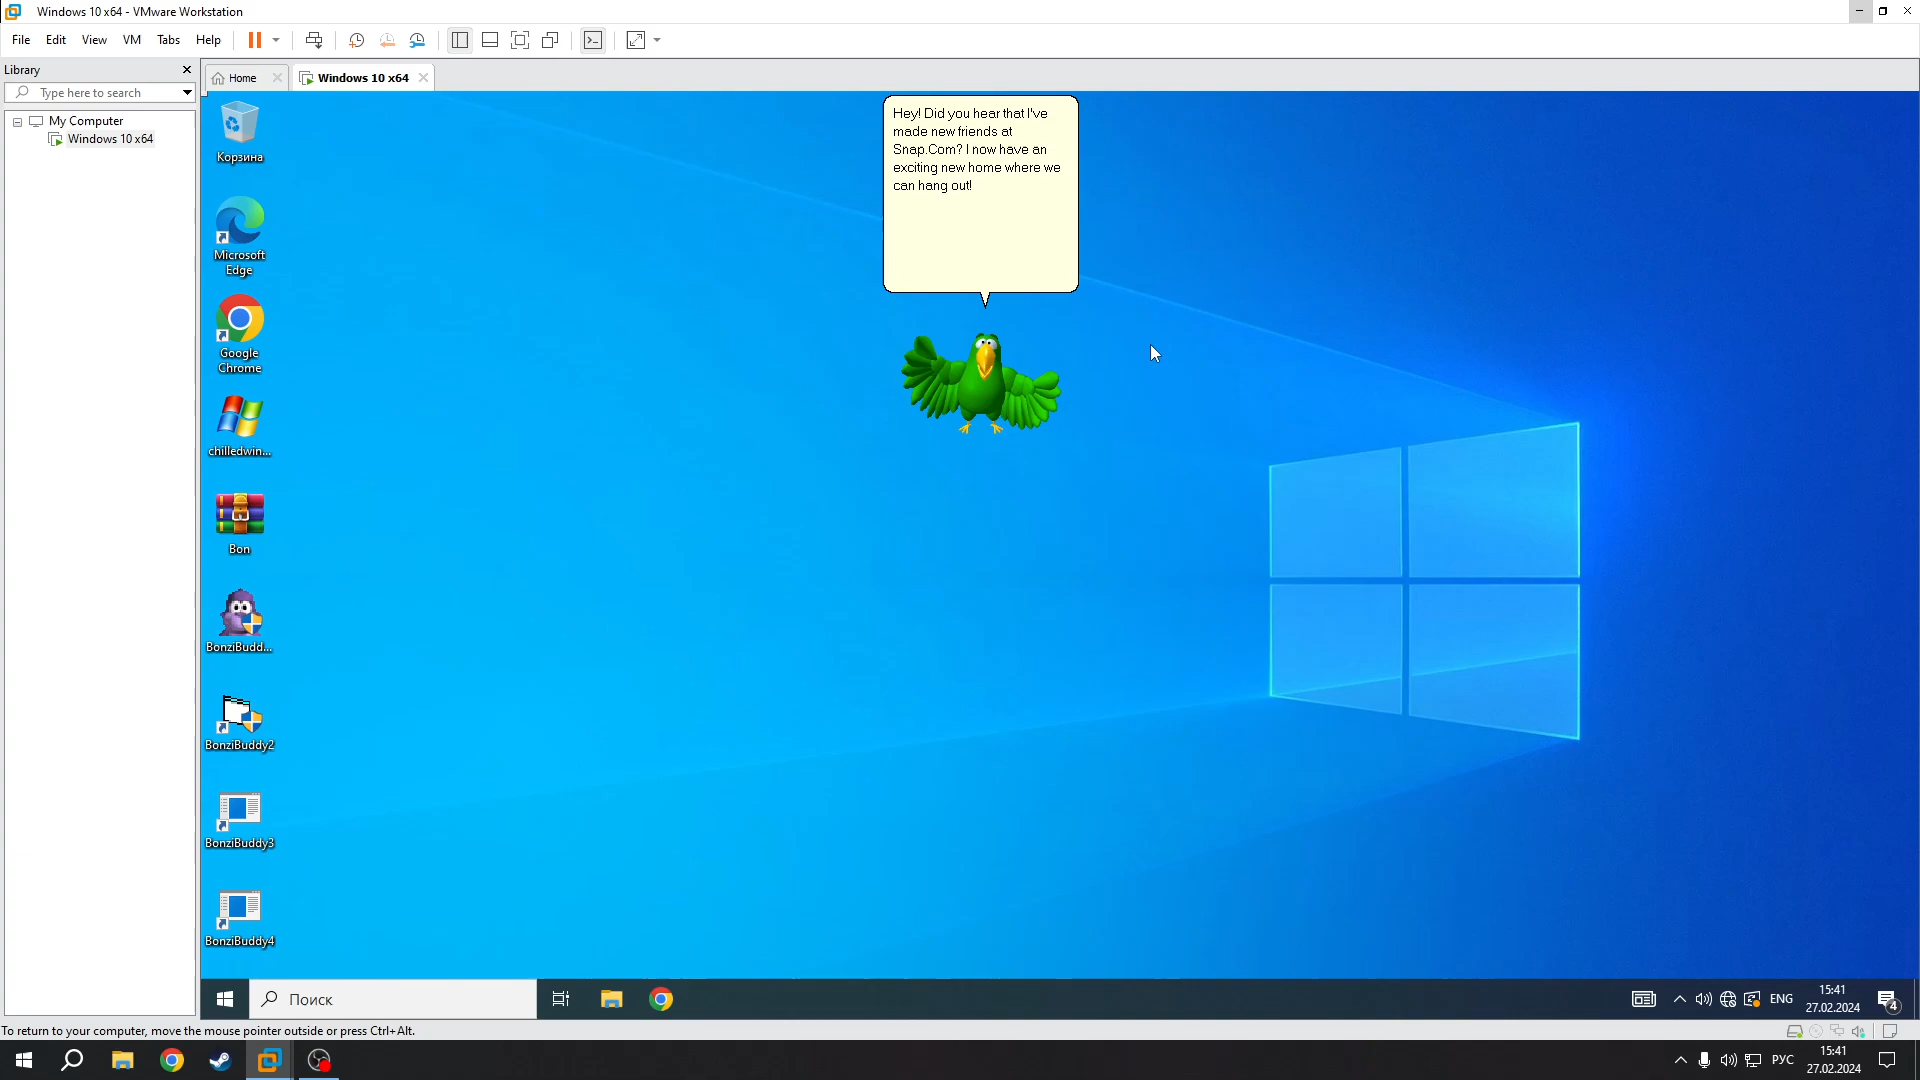 Windows 10 x64 - VMware Workstation
File Edit View VM Tabs Help
Library
Type here to search
My Computer
Windows 10 x64
Home
Windows 10 x64
Hey! Did you hear that I've
made new friends at
Snap.Com? I now have an
exciting new home where we
can hang out!
Корзина
Microsoft
Edge
Google
Chrome
chilledwin...
Bon
BonziBudd...
BonziBuddy2
BonziBuddy3
BonziBuddy4
Поиск
ENG
15:41
27.02.2024
4
To return to your computer, move the mouse pointer outside or press Ctrl+Alt.
РУС
15:41
27.02.2024